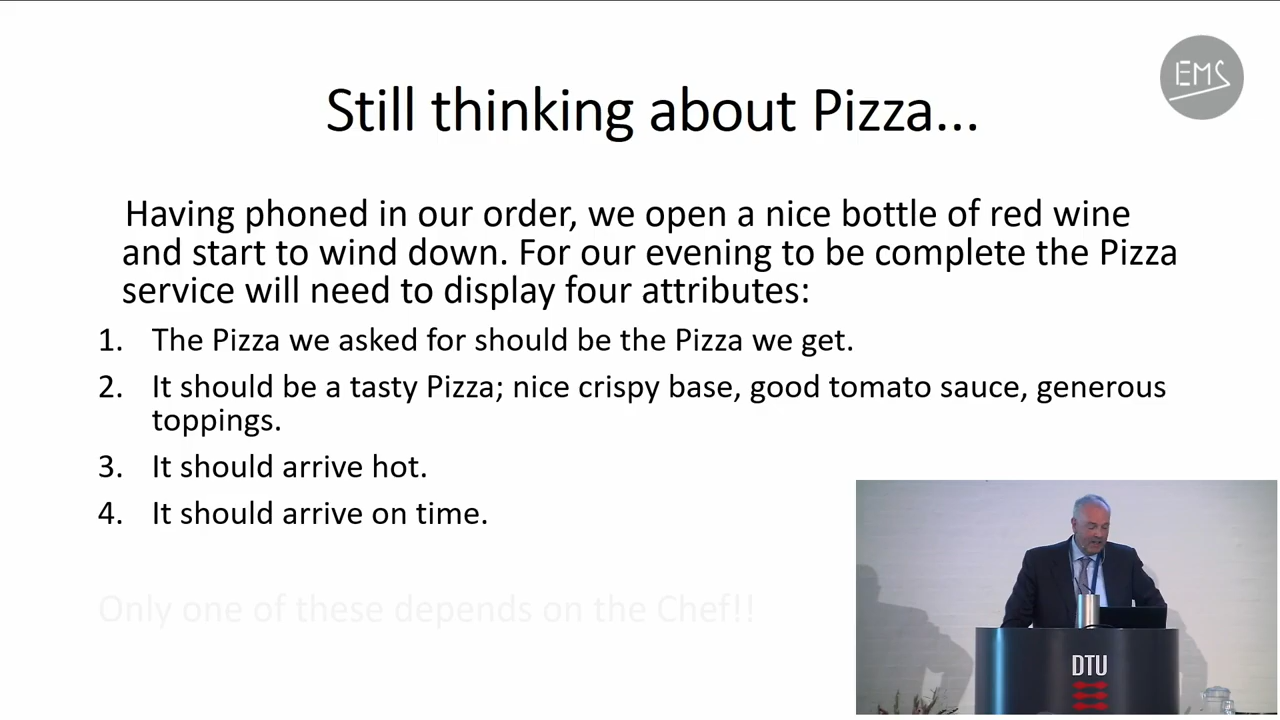 EMS
Still thinking about Pizza...
Having phoned in our order, we open a nice bottle of red wine
and start to wind down. For our evening to be complete the Pizza
service will need to display four attributes:
1. The Pizza we asked for should be the Pizza we get.
2. It should be a tasty Pizza; nice crispy base, good tomato sauce, generous
toppings.
3. It should arrive hot.
4. It should arrive on time.
Only one of these depends on the Chef!!
DTU